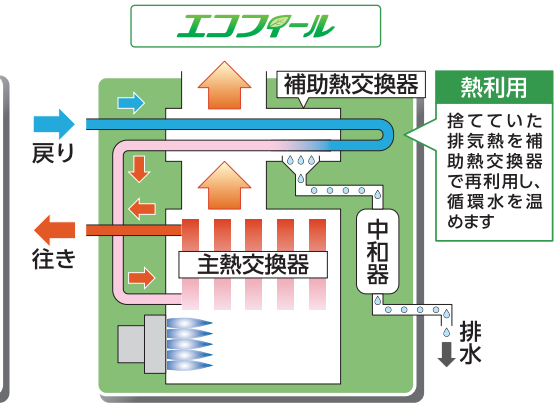 エコフィール
補助熱交換器
熱利用
捨てていた
排気熱を補
助熱交換器
で再利用し、
循環水を温
めます
戻り
往き
主熱交換器
中和器
排水